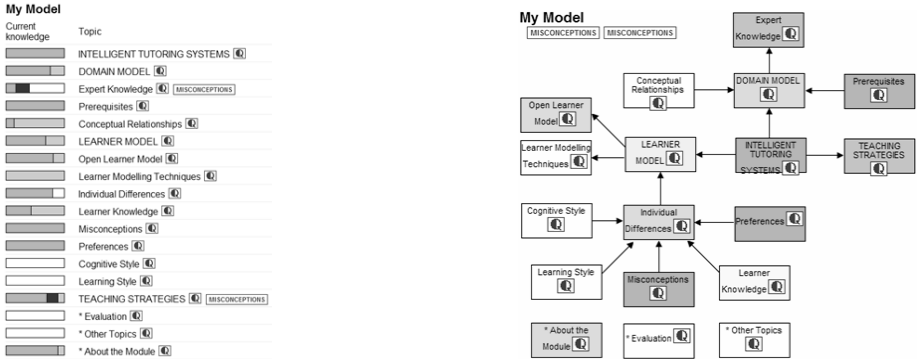 My Model
Current
knowledge
Topic
INTELLIGENT TUTORING SYSTEMS
DOMAIN MODEL
Expert Knowledge MISCONCEPTIONS
Prerequisites
Conceptual Relationships
LEARNER MODEL
Open Learner Model
Learner Modelling Techniques
Individual Differences
Learner Knowledge
Misconceptions
Preferences
Cognitive Style
Learning Style
TEACHING STRATEGIES MISCONCEPTIONS
* Evaluation
* Other Topics
* About the Module
My Model
MISCONCEPTIONS MISCONCEPTIONS
Expert
Knowledge
Conceptual
Relationships
DOMAIN MODEL
Prerequisites
Open Learner
Model
Learner Modelling
Techniques
LEARNER
MODEL
INTELLIGENT
TUTORING
SYSTEMS
TEACHING
STRATEGIES
Cognitive Style
Individual
Differences
Preferences
Learning Style
Misconceptions
Learner
Knowledge
* About the
Module
* Evaluation
* Other Topics